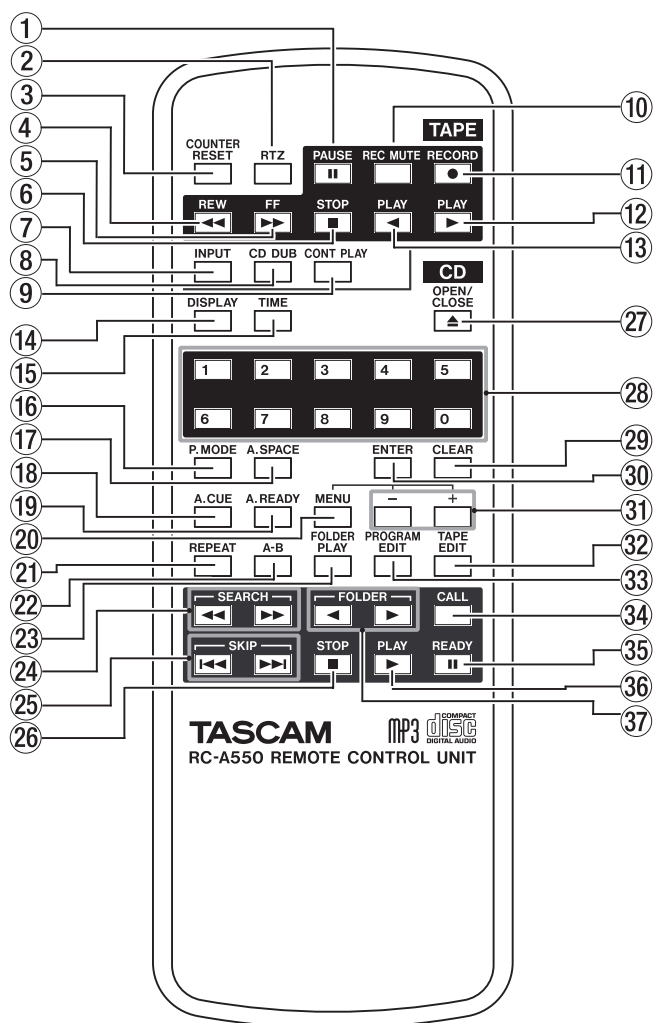 1
2
3
4
5
6
7
8
9
10
11
12
13
14
15
16
17
18
19
20
21
22
23
24
25
26
27
28
29
30
31
32
33
34
35
36
37
TAPE
COUNTER
RESET
RTZ
PAUSE
REC MUTE
RECORD
REW
FF
STOP
PLAY
PLAY
INPUT
CD DUB
CONT PLAY
CD
DISPLAY
TIME
OPEN/
CLOSE
1 2 3 4 5
6 7 8 9 0
P.MODE
A.SPACE
ENTER
CLEAR
A.CUE
A.READY
MENU
−
+
REPEAT
A-B
FOLDER
PLAY
PROGRAM
EDIT
TAPE
EDIT
SEARCH
FOLDER
CALL
SKIP
STOP
PLAY
READY
TASCAM
MP3
COMPACT
disc
DIGITAL AUDIO
RC-A550 REMOTE CONTROL UNIT